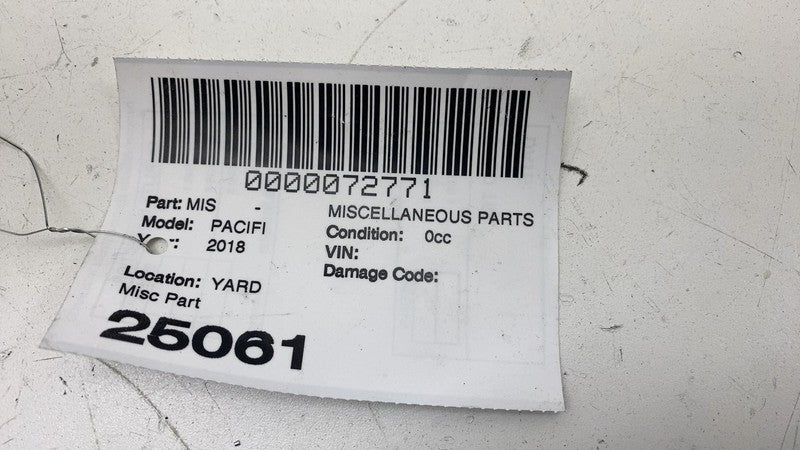 0000072771
Part: MIS - MISCELLANEOUS PARTS
Model: PACIFI Condition: 0cc
2018 VIN:
Damage Code:
Location: YARD
Misc Part
25061